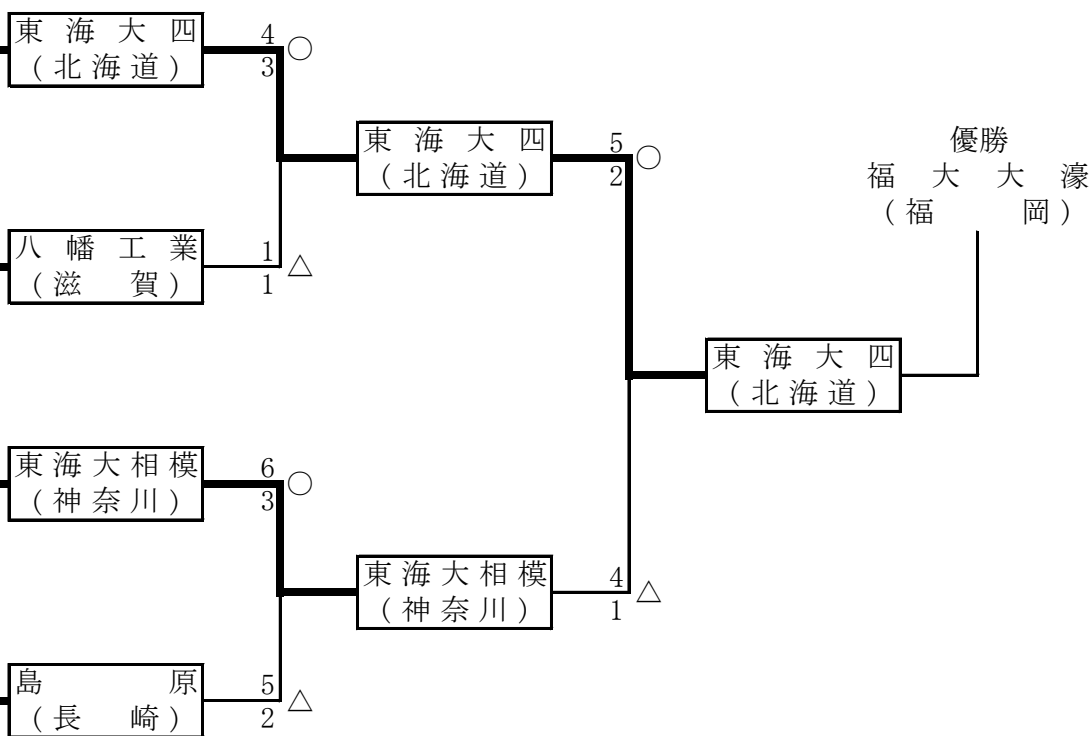 東海大四
(北海道)
4
3
○
八幡工業
(滋賀)
1
1
△
東海大相模
(神奈川)
6
3
○
島原
(長崎)
5
2
△
東海大四
(北海道)
5
2
○
東海大相模
(神奈川)
4
1
△
東海大四
(北海道)
優勝
福大大濠
(福岡)